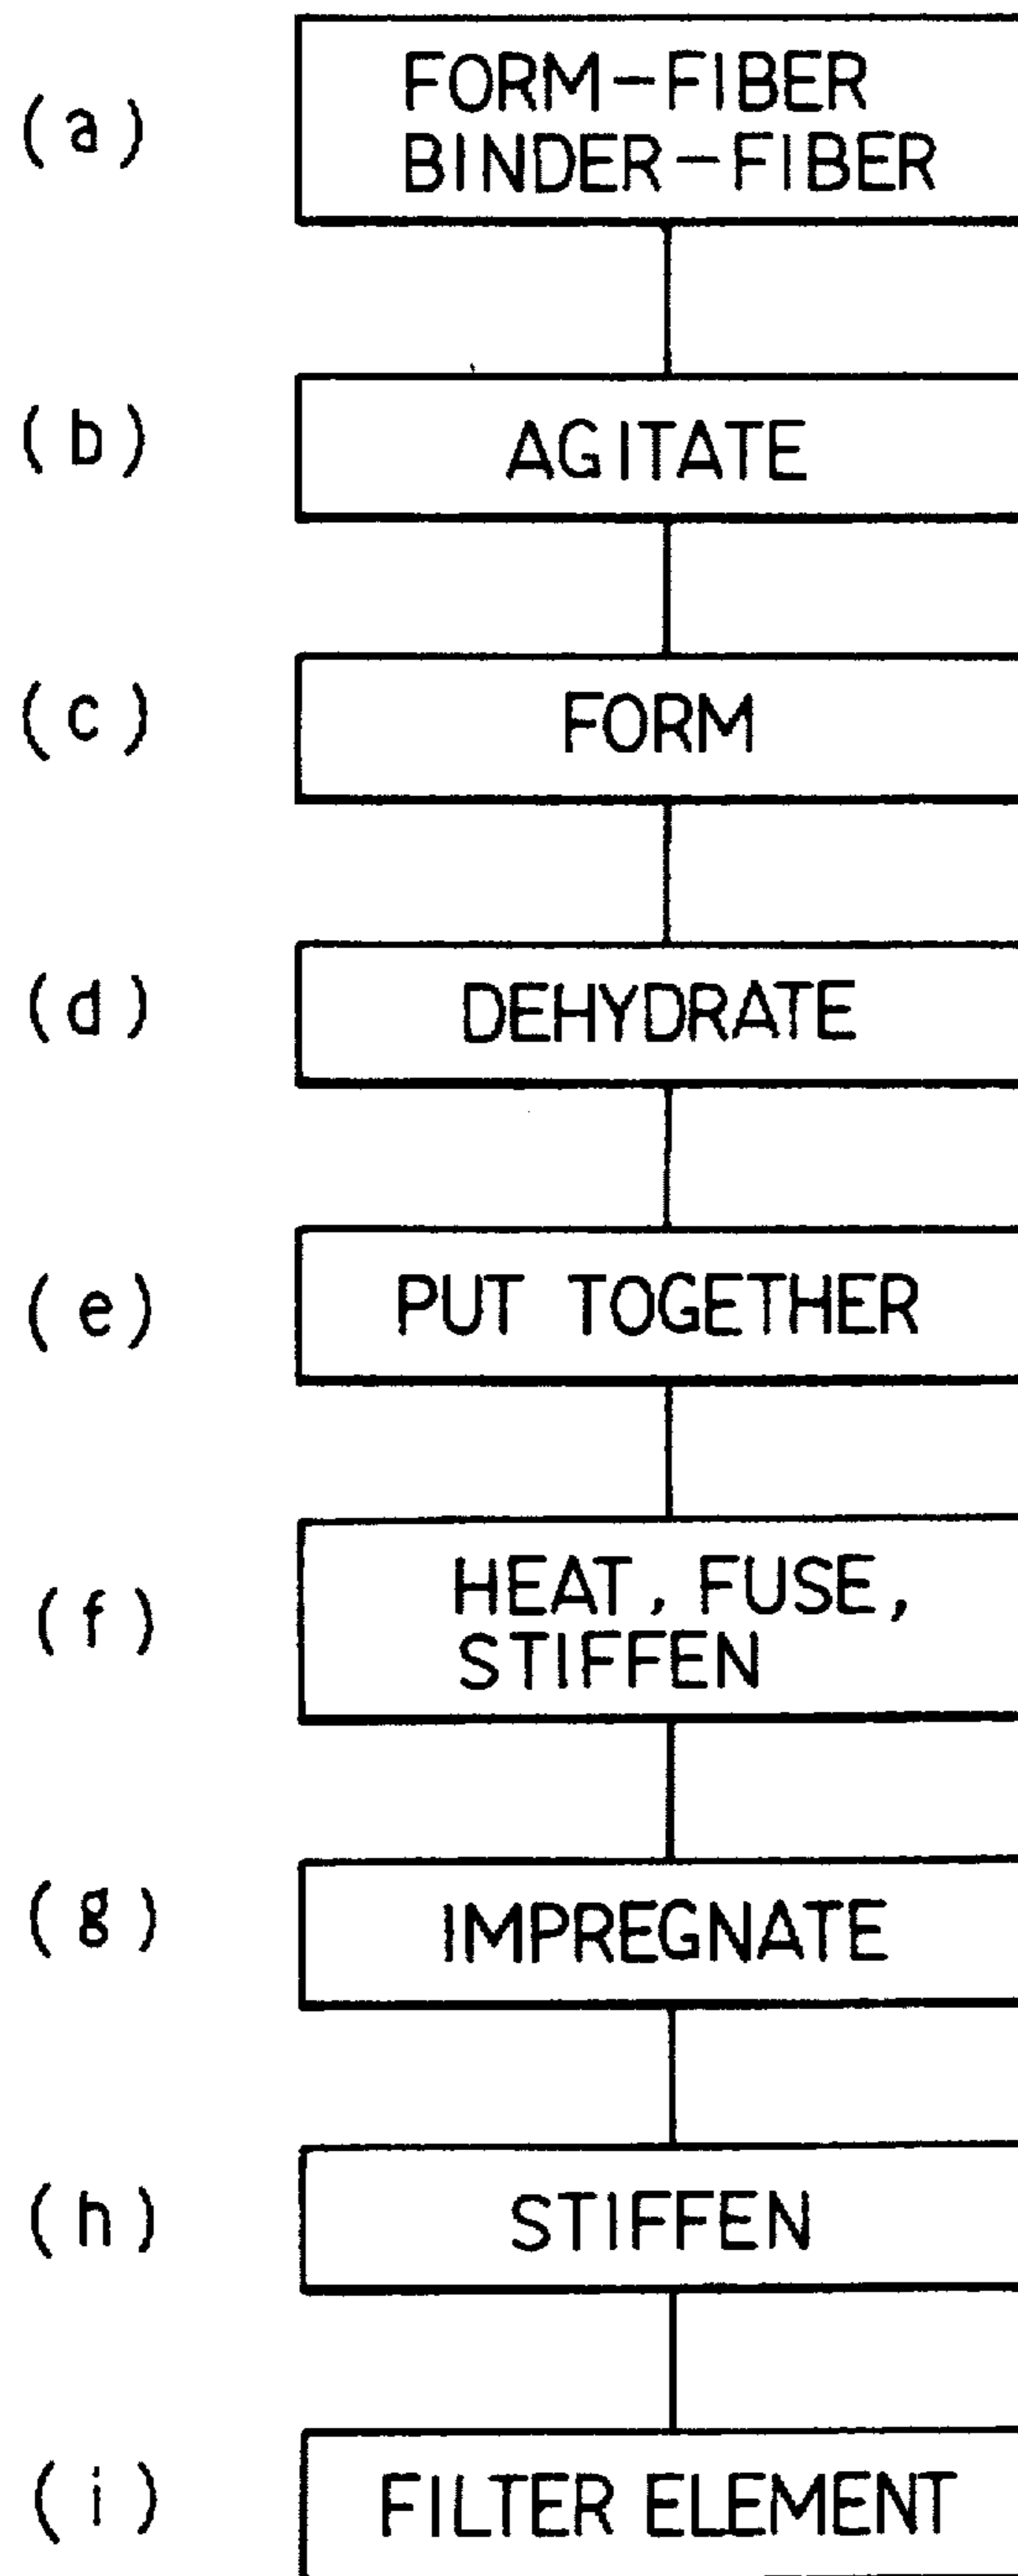 (a)
FORM-FIBER
BINDER-FIBER
(b)
AGITATE
(c)
FORM
(d)
DEHYDRATE
(e)
PUT TOGETHER
(f)
HEAT, FUSE,
STIFFEN
(g)
IMPREGNATE
(h)
STIFFEN
(i)
FILTER ELEMENT